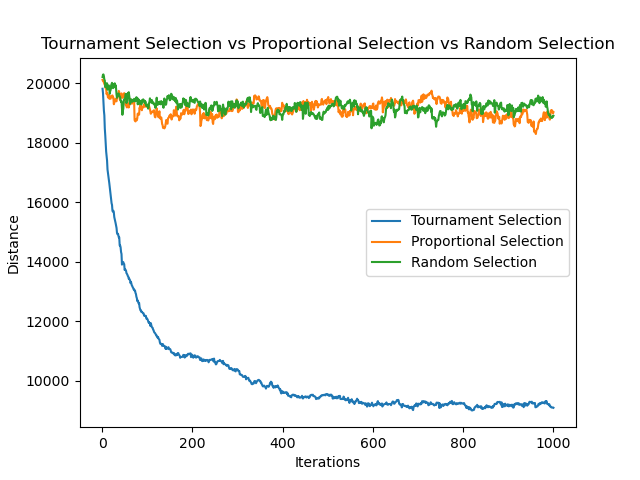 Tournament Selection vs Proportional Selection vs Random Selection
20000
18000
16000
14000
12000
10000
Distance
Tournament Selection
Proportional Selection
Random Selection
0 200 400 600 800 1000
Iterations